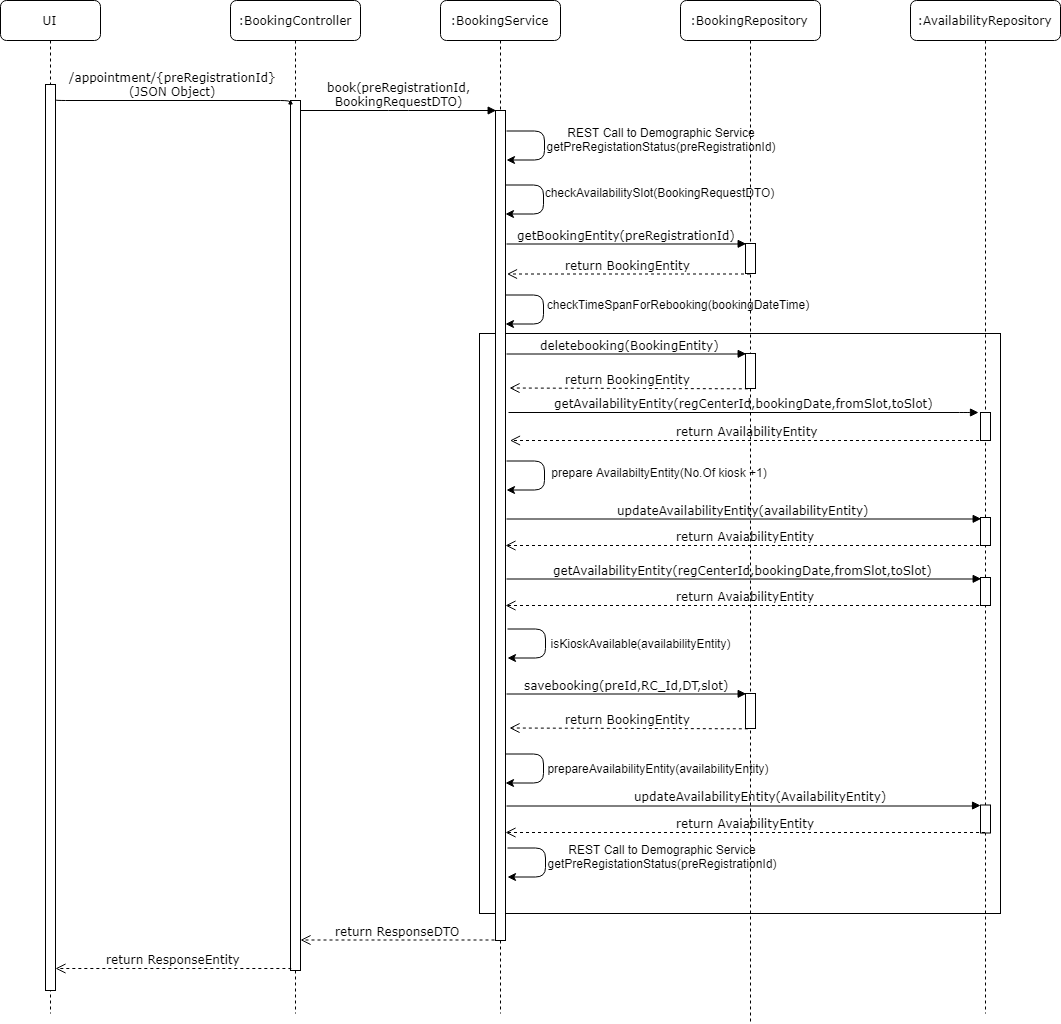 UI
:BookingController
:BookingService
:BookingRepository
:AvailabilityRepository
/appointment/{preRegistrationId}
(JSON Object)
book(preRegistrationId,
BookingRequestDTO)
REST Call to Demographic Service
getPreRegistationStatus(preRegistrationId)
checkAvailabilitySlot(BookingRequestDTO)
getBookingEntity(preRegistrationId)
return BookingEntity
checkTimeSpanForRebooking(bookingDateTime)
deletebooking(BookingEntity)
return BookingEntity
getAvailabilityEntity(regCenterId,bookingDate,fromSlot,toSlot)
return AvailabilityEntity
prepare AvailabiltyEntity(No.Of kiosk +1)
updateAvailabilityEntity(availabilityEntity)
return AvaiabilityEntity
getAvailabilityEntity(regCenterId,bookingDate,fromSlot,toSlot)
return AvaiabilityEntity
isKioskAvailable(availabilityEntity)
savebooking(preId,RC_Id,DT,slot)
return BookingEntity
prepareAvailabilityEntity(availabilityEntity)
updateAvailabilityEntity(AvailabilityEntity)
return AvaiabilityEntity
REST Call to Demographic Service
getPreRegistationStatus(preRegistrationId)
return ResponseDTO
return ResponseEntity